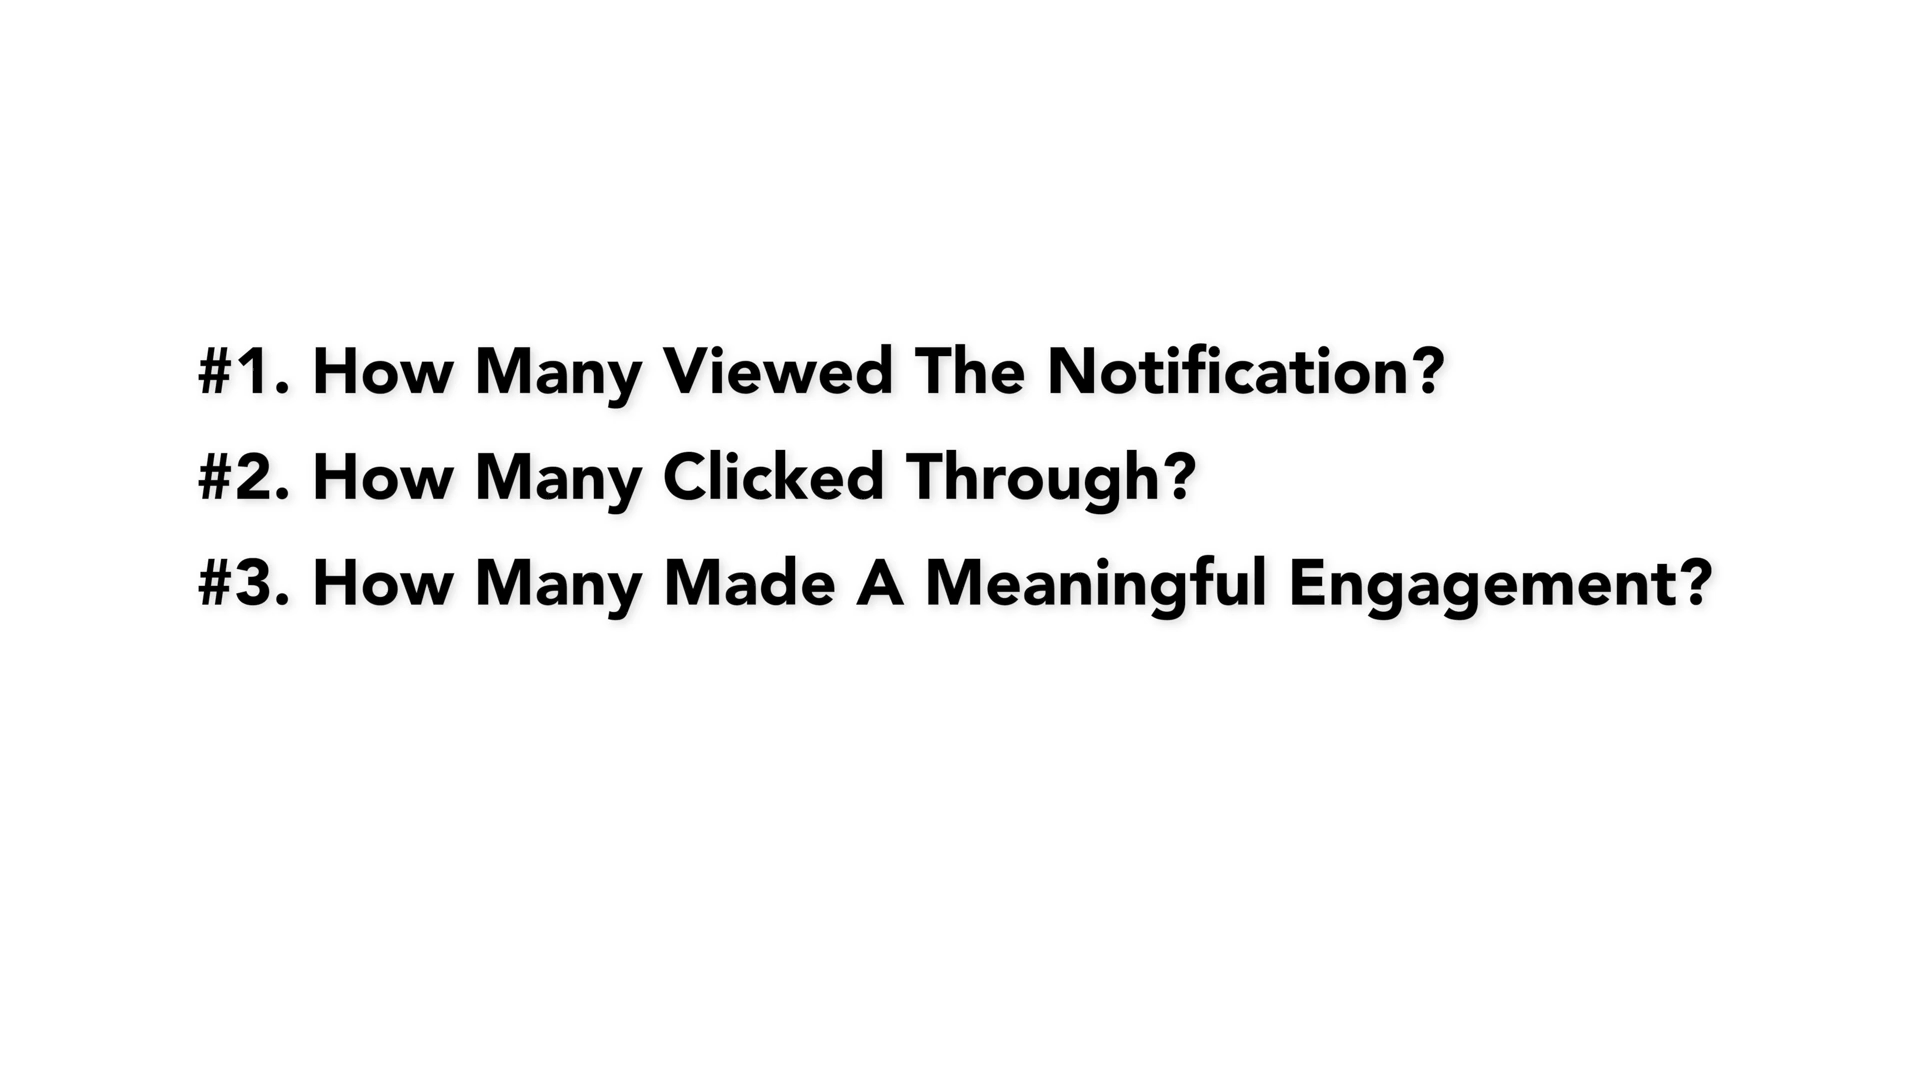 #1. How Many Viewed The Notification?
#2. How Many Clicked Through?
#3. How Many Made A Meaningful Engagement?